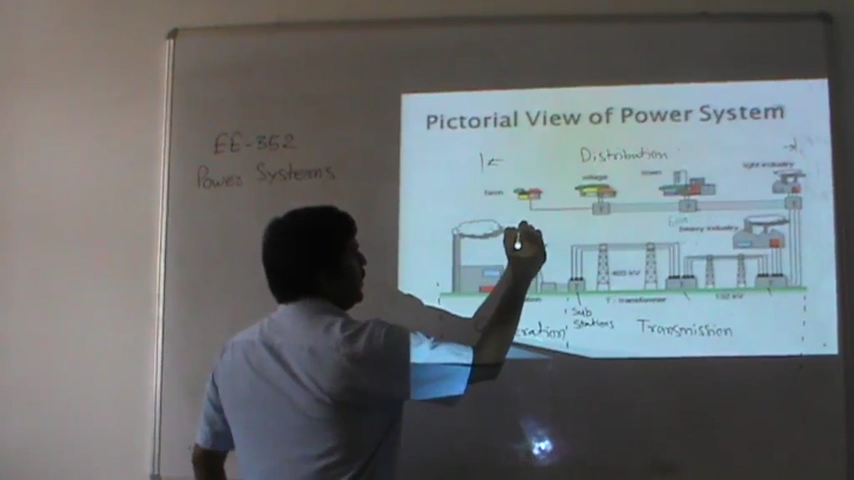 EE-352
Power Systems
Pictorial View of Power System
Distribution
farm
village
town
light industry
heavy industry
400 kV
T - transformer
132 kV
Sub
Stations
Transmission